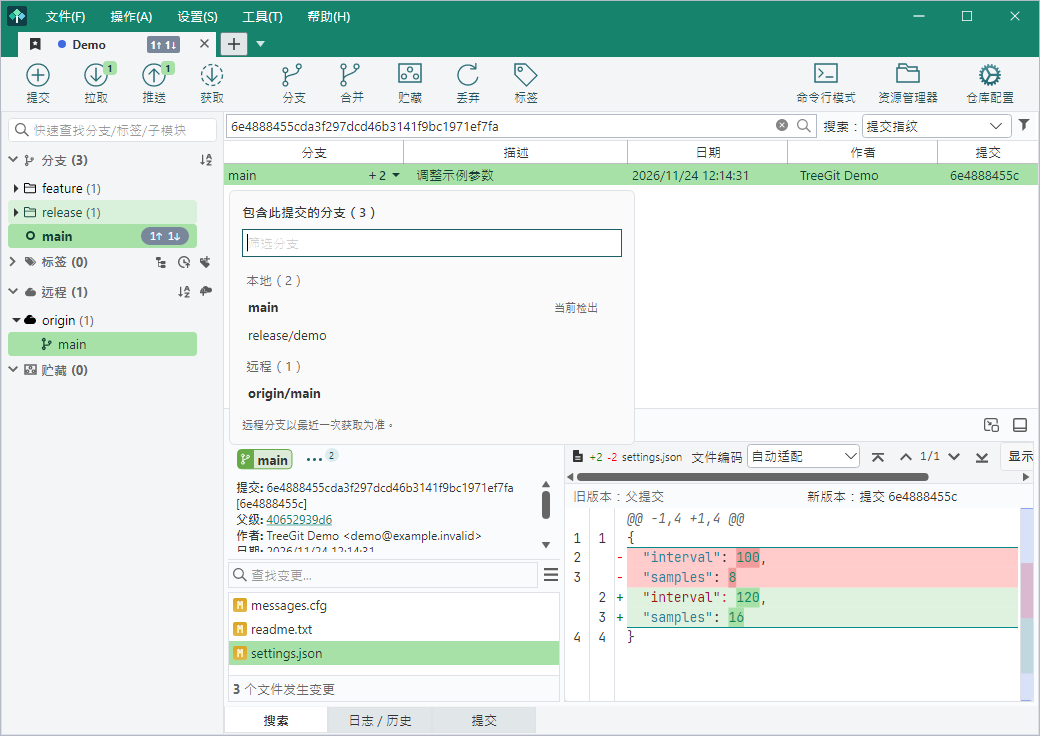 文件(F) 操作(A) 设置(S) 工具(T) 帮助(H)
Demo 1↑ 1↓
提交 拉取 1 推送 1 获取 分支 合并 贮藏 丢弃 标签 命令行模式 资源管理器 仓库配置
快速查找分支/标签/子模块
分支 (3)
feature (1)
release (1)
main 1↑ 1↓
标签 (0)
远程 (1)
origin (1)
main
贮藏 (0)
6e4888455cda3f297dcd46b3141f9bc1971ef7fa 搜索： 提交指纹
分支 描述 日期 作者 提交
main +2 调整示例参数 2026/11/24 12:14:31 TreeGit Demo 6e4888455c
包含此提交的分支（3）
筛选分支
本地（2）
main 当前检出
release/demo
远程（1）
origin/main
远程分支以最近一次获取为准。
main ··· 2
提交: 6e4888455cda3f297dcd46b3141f9bc1971ef7fa
[6e4888455c]
父级: 40652939d6
作者: TreeGit Demo <demo@example.invalid>
日期: 2026/11/24 12:14:31
查找变更...
M messages.cfg
M readme.txt
M settings.json
3 个文件发生变更
+2 -2 settings.json 文件编码 自动适配 1/1 显示
旧版本：父提交 新版本：提交 6e4888455c
@@ -1,4 +1,4 @@
1 1 {
2 - "interval": 100,
3 - "samples": 8
2 + "interval": 120,
3 + "samples": 16
4 4 }
搜索 日志 / 历史 提交